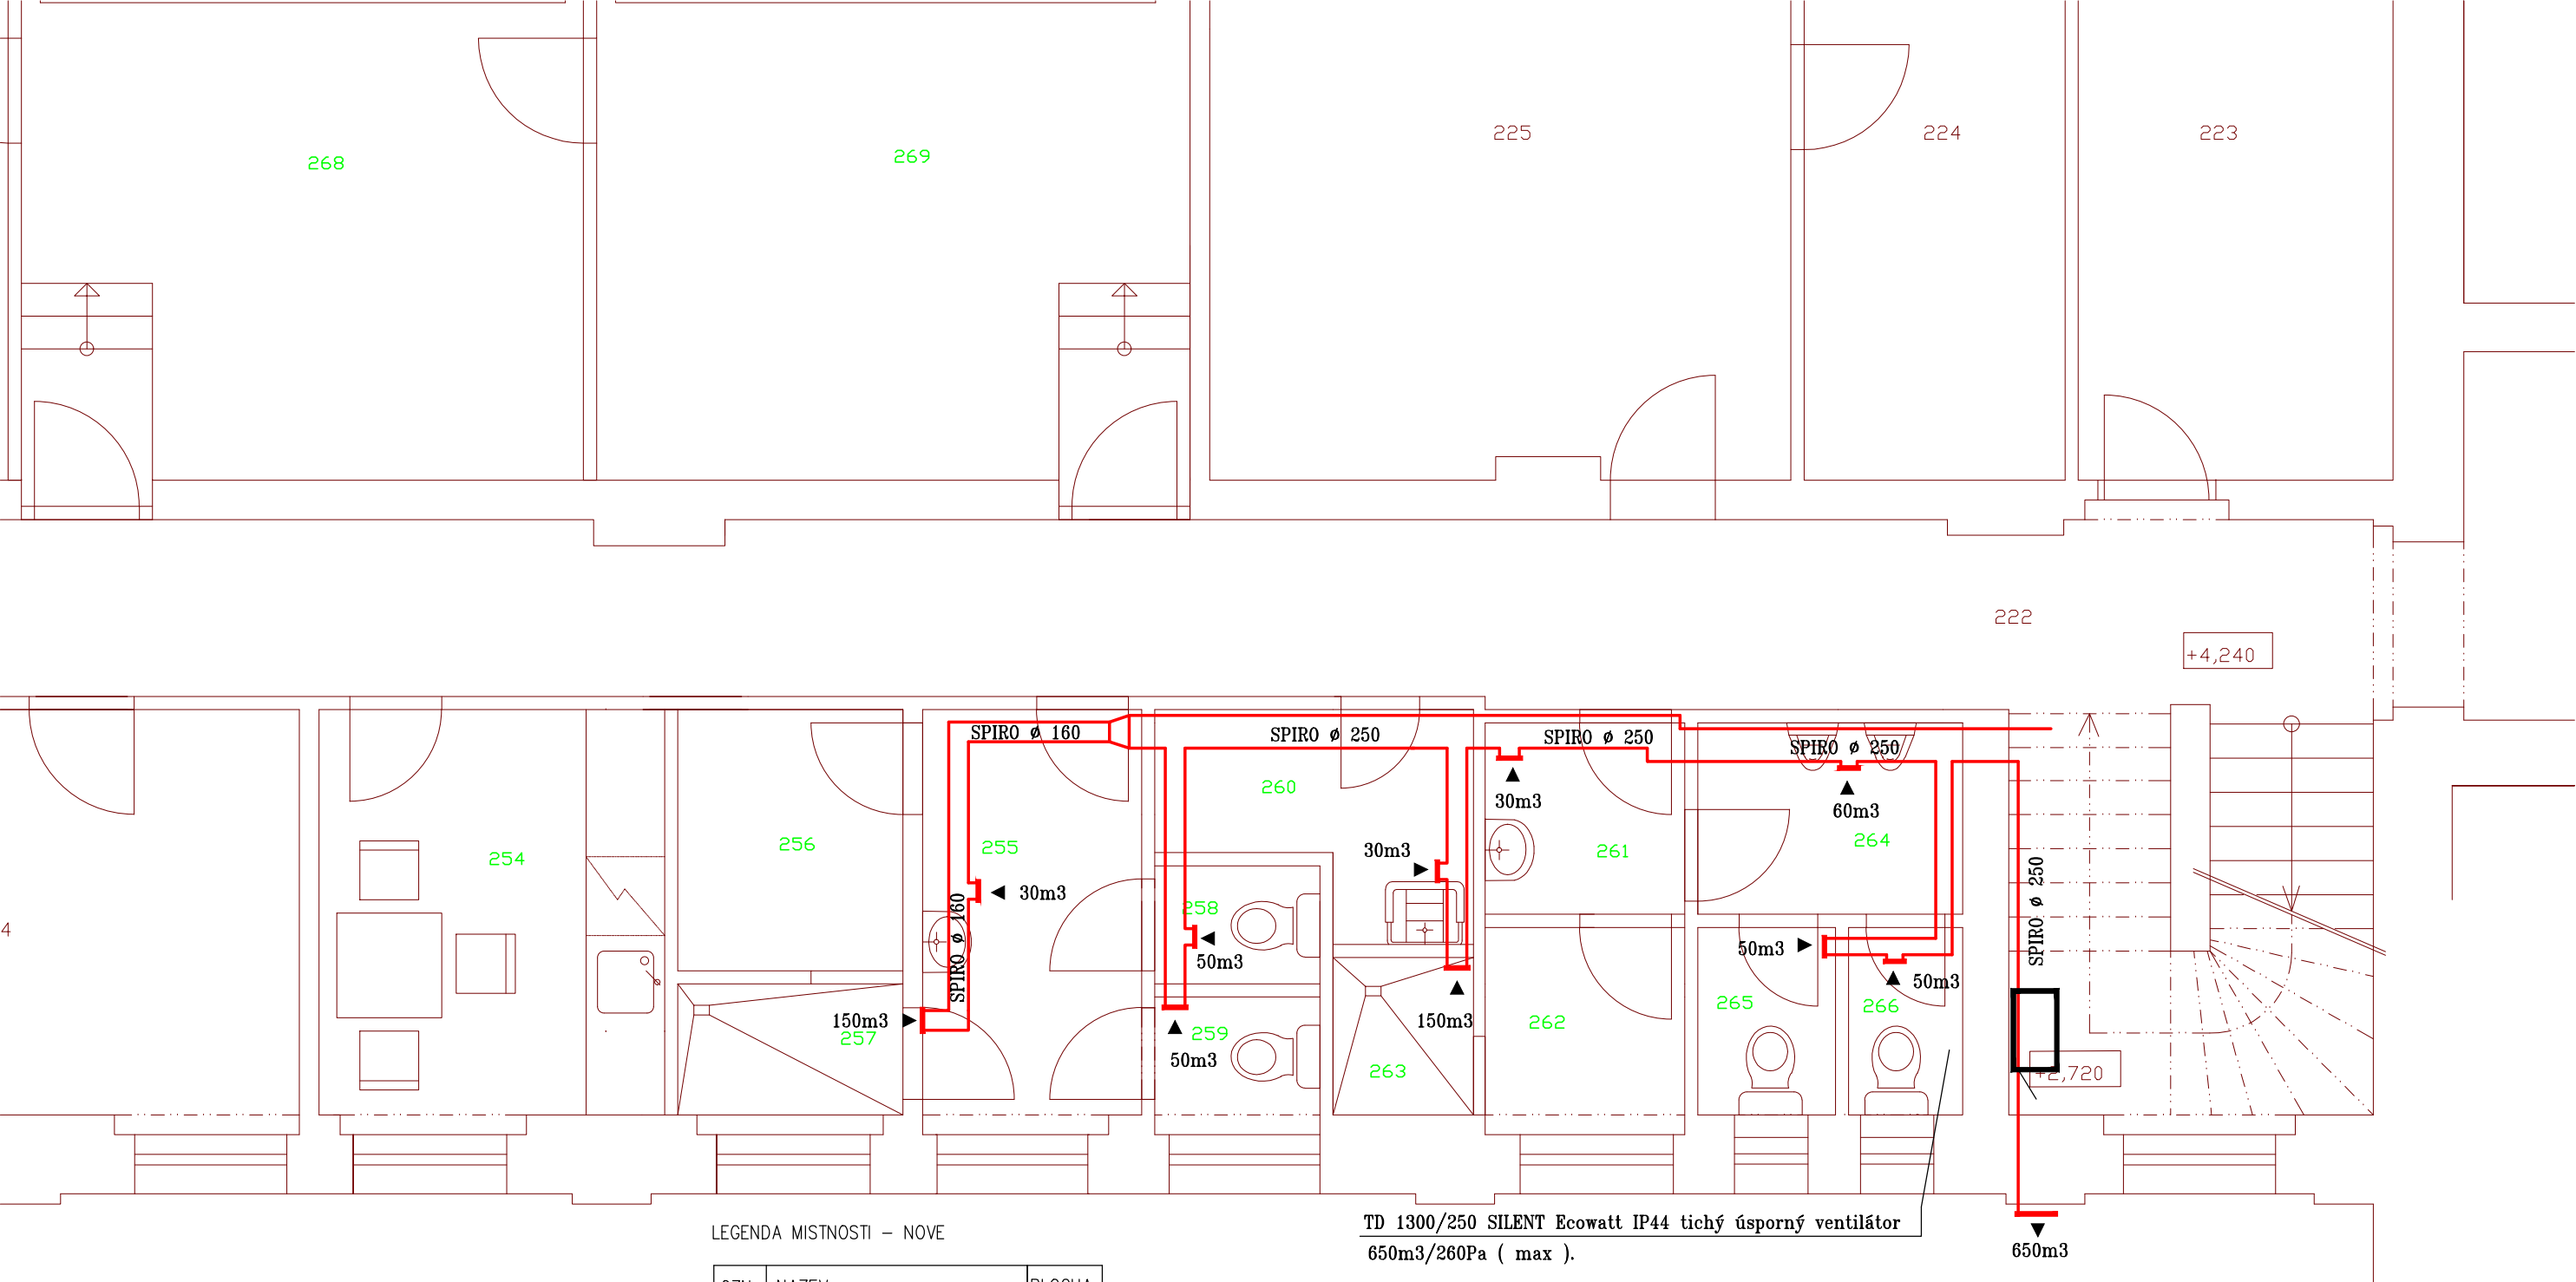 268
269
225
224
223
222
+4,240
SPIRO ø 160
SPIRO ø 250
SPIRO ø 250
SPIRO ø 250
260
30m3
60m3
254
256
255
30m3
261
264
4
30m3
SPIRO ø 160
258
50m3
50m3
50m3
SPIRO ø 250
150m3
257
259
50m3
263
150m3
262
265
266
+2,720
LEGENDA MISTNOSTI – NOVE
TD 1300/250 SILENT Ecowatt IP44 tichý úsporný ventilátor
650m3/260Pa ( max ).
650m3